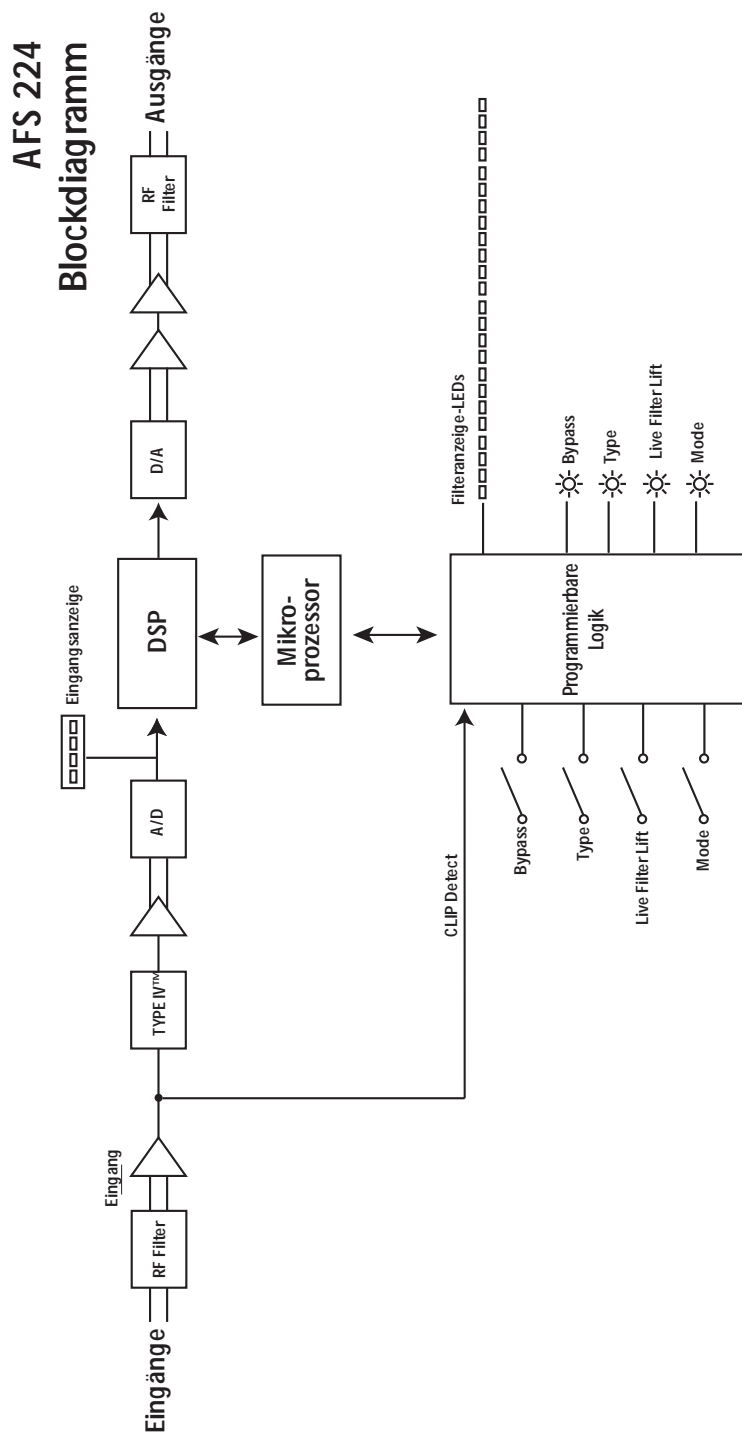 AFS 224
Blockdiagramm
Eingänge
RF Filter
Eingang
TYPE IV™
A/D
Eingangsanzeige
DSP
D/A
RF
Filter
Ausgänge
Mikro-
prozessor
CLIP Detect
Programmierbare
Logik
Filteranzeige-LEDs
Bypass
Type
Live Filter Lift
Mode
Bypass
Type
Live Filter Lift
Mode